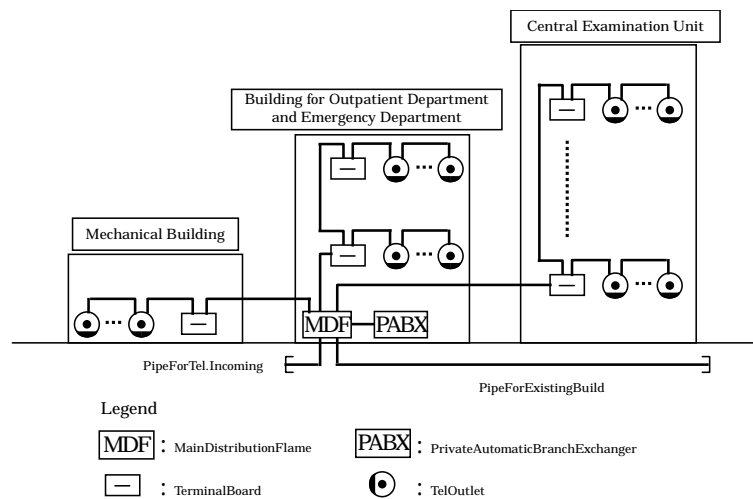 Central Examination Unit
Building for Outpatient Department
and Emergency Department
Mechanical Building
MDF
PABX
PipeForTel.Incoming
PipeForExistingBuild
Legend
MDF : MainDistributionFlame
PABX : PrivateAutomaticBranchExchanger
: TerminalBoard
: TelOutlet